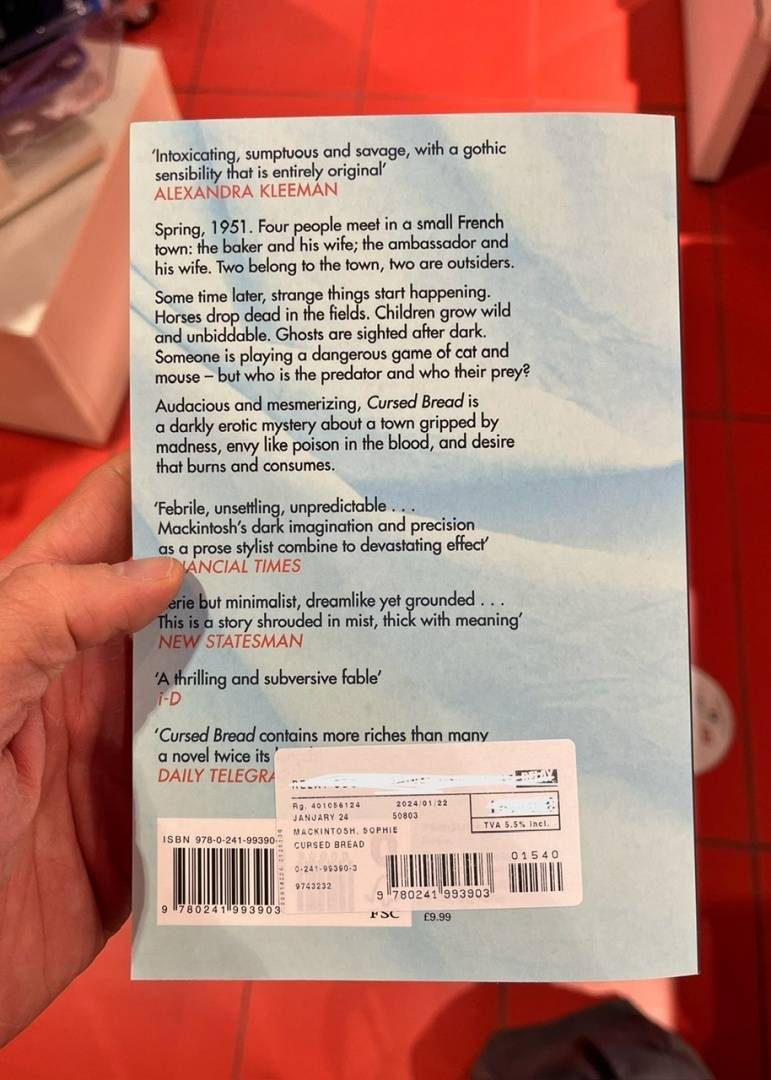 ‘Intoxicating, sumptuous and savage, with a gothic
sensibility that is entirely original’
ALEXANDRA KLEEMAN
Spring, 1951. Four people meet in a small French
town: the baker and his wife; the ambassador and
his wife. Two belong to the town, two are outsiders.
Some time later, strange things start happening.
Horses drop dead in the fields. Children grow wild
and unbiddable. Ghosts are sighted after dark.
Someone is playing a dangerous game of cat and
mouse – but who is the predator and who their prey?
Audacious and mesmerizing, Cursed Bread is
a darkly erotic mystery about a town gripped by
madness, envy like poison in the blood, and desire
that burns and consumes.
‘Febrile, unsettling, unpredictable . . .
Mackintosh’s dark imagination and precision
as a prose stylist combine to devastating effect’
TIMES
but minimalist, dreamlike yet grounded . . .
This is a story shrouded in mist, thick with meaning’
NEW STATESMAN
‘A thrilling and subversive fable’
i-D
‘Cursed Bread contains more riches than many
a novel twice its
DAILY
RELAY
Rg. 401056124 2024/01/22
JANUARY 24 50803
TVA 5.5% incl.
MACKINTOSH, SOPHIE
CURSED BREAD
ISBN 978-0-241-99390
0-241-99390-3
9743232
01540
9 780241 993903
9 780241 993903
FSC
£9.99